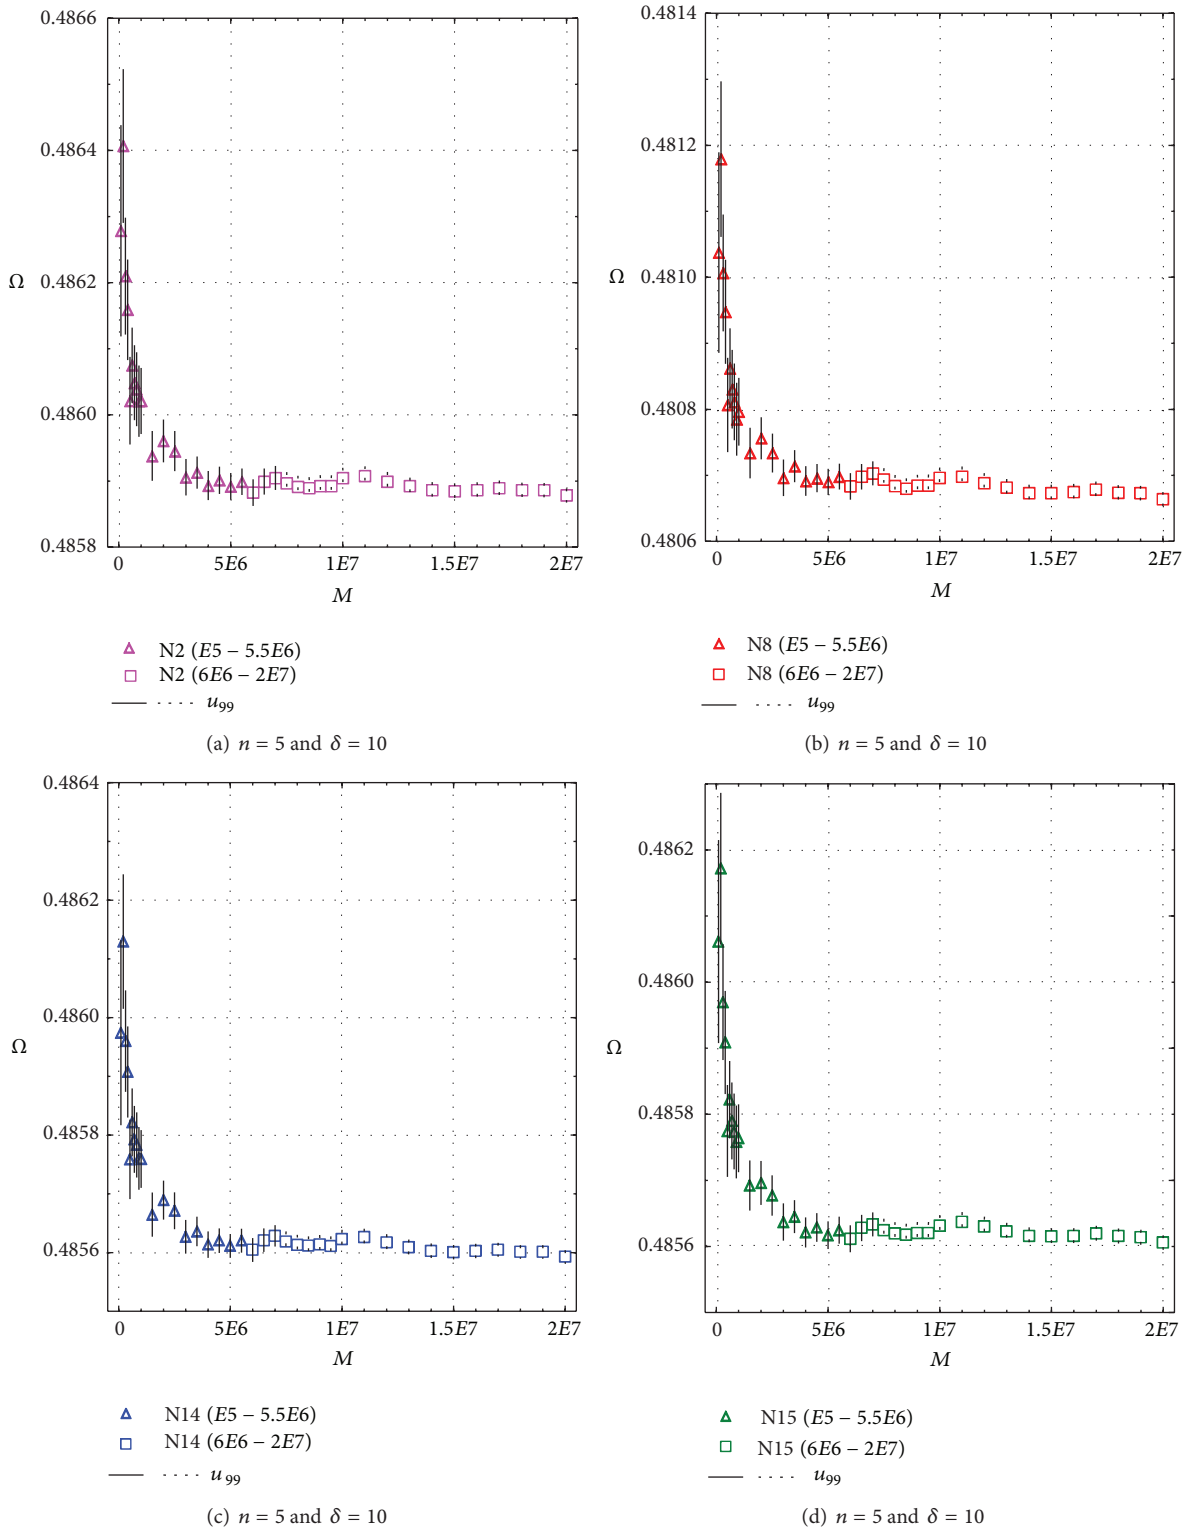 0.4866
0.4864
0.4862
0.4860
0.4858
Ω
0 5E6 1E7 1.5E7 2E7
M
N2 (E5 − 5.5E6)
N2 (6E6 − 2E7)
u99
(a) n = 5 and δ = 10
0.4814
0.4812
0.4810
0.4808
0.4806
Ω
0 5E6 1E7 1.5E7 2E7
M
N8 (E5 − 5.5E6)
N8 (6E6 − 2E7)
u99
(b) n = 5 and δ = 10
0.4864
0.4862
0.4860
0.4858
0.4856
Ω
0 5E6 1E7 1.5E7 2E7
M
N14 (E5 − 5.5E6)
N14 (6E6 − 2E7)
u99
(c) n = 5 and δ = 10
0.4862
0.4860
0.4858
0.4856
Ω
0 5E6 1E7 1.5E7 2E7
M
N15 (E5 − 5.5E6)
N15 (6E6 − 2E7)
u99
(d) n = 5 and δ = 10